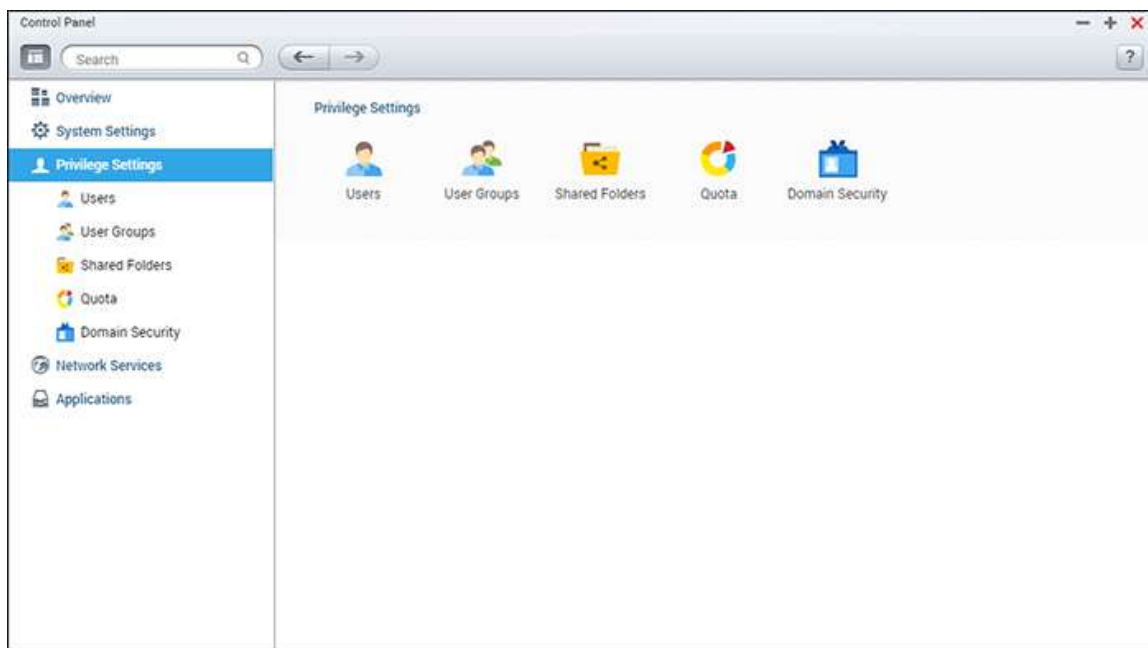 Control Panel
Search
?
Overview
System Settings
Privilege Settings
Users
User Groups
Shared Folders
Quota
Domain Security
Network Services
Applications
Privilege Settings
Users User Groups Shared Folders Quota Domain Security